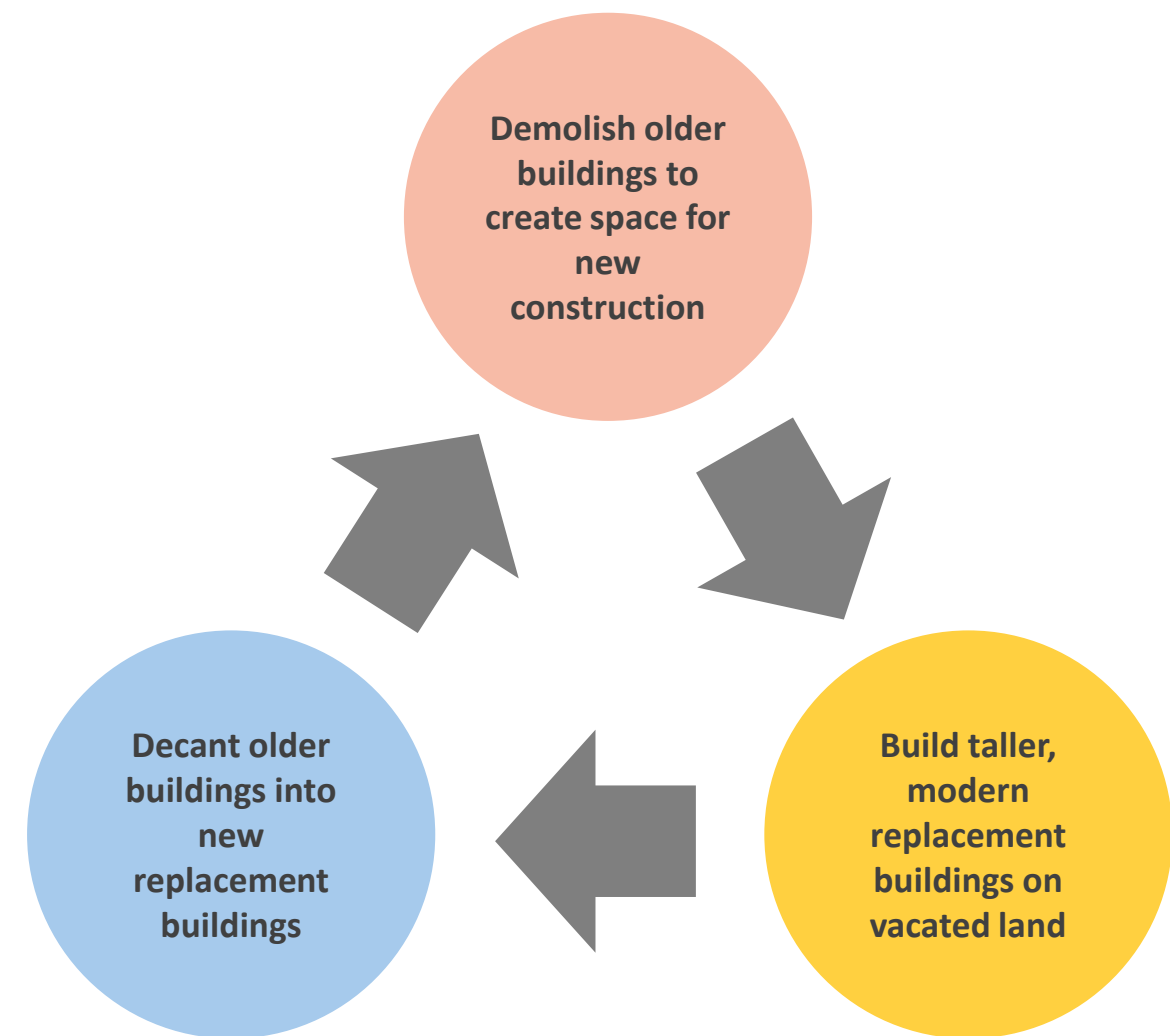 Demolish older
buildings to
create space for
new
construction
Build taller,
modern
replacement
buildings on
vacated land
Decant older
buildings into
new
replacement
buildings